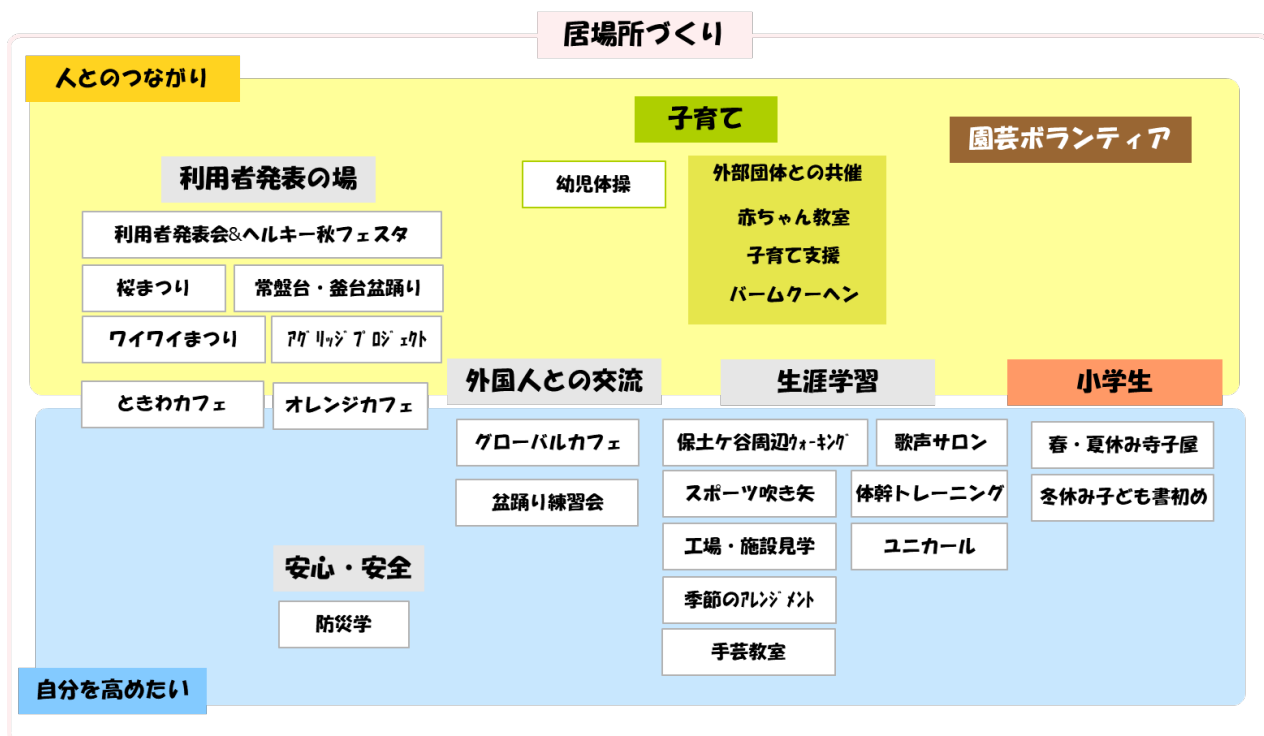 居場所づくり
人とのつながり
子育て
園芸ボランティア
利用者発表の場
幼児体操
外部団体との共催
赤ちゃん教室
子育て支援
バームクーヘン
利用者発表会&ヘルキー秋フェスタ
桜まつり
常盤台・釜台盆踊り
ワイワイまつり
ｱｸﾞﾘｯｼﾞﾌﾟﾛｼﾞｪｸﾄ
ときわカフェ
オレンジカフェ
外国人との交流
グローバルカフェ
盆踊り練習会
生涯学習
保土ケ谷周辺ｳｫｰｷﾝｸﾞ
歌声サロン
スポーツ吹き矢
体幹トレーニング
工場・施設見学
ユニカール
季節のｱﾚﾝｼﾞﾒﾝﾄ
手芸教室
小学生
春・夏休み寺子屋
冬休み子ども書初め
安心・安全
防災学
自分を高めたい